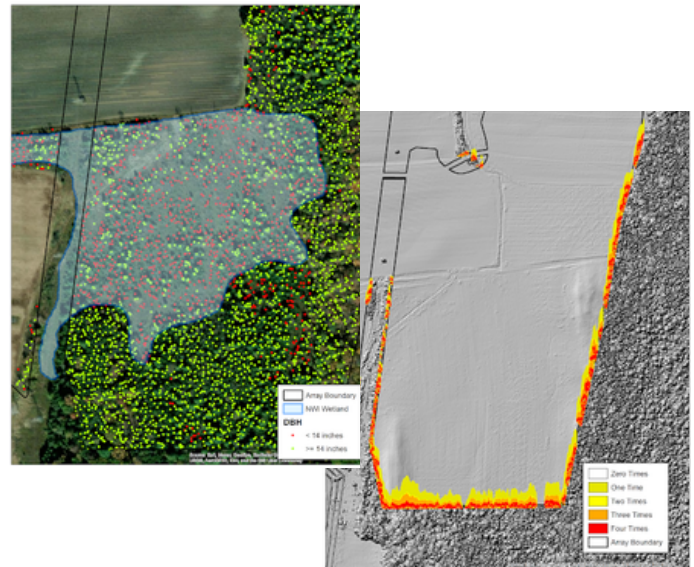 Array Boundary
NWI Wetland
DBH
< 14 inches
>= 14 inches
Zero Times
One Time
Two Times
Three Times
Four Times
Array Boundary